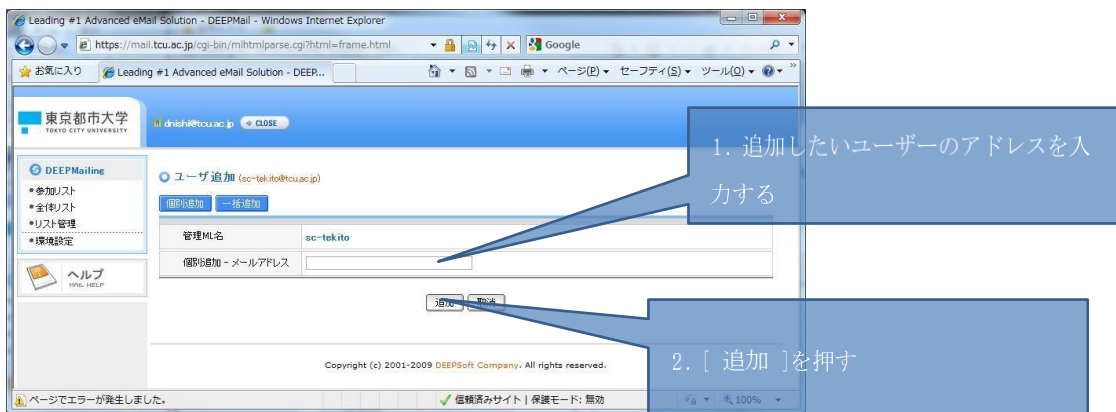 Leading #1 Advanced eMail Solution - DEEPMail - Windows Internet Explorer
https://mail.tcu.ac.jp/cgi-bin/mlhtmlparse.cgi?html=frame.html
Google
お気に入り
Leading #1 Advanced eMail Solution - DEEP...
ページ(P)
セーフティ(S)
ツール(O)
東京都市大学
TOKYO CITY UNIVERSITY
dnishi@tcu.ac.jp
CLOSE
1. 追加したいユーザーのアドレスを入
力する
DEEPMailing
参加リスト
全体リスト
リスト管理
環境設定
ヘルプ
MAIL HELP
ユーザ追加 (sc-tekito@tcu.ac.jp)
個別追加
一括追加
管理ML名
sc-tekito
個別追加 - メールアドレス
追加
取消
2. [ 追加 ]を押す
Copyright (c) 2001-2009 DEEPSoft Company. All rights reserved.
ページでエラーが発生しました。
信頼済みサイト | 保護モード: 無効
100%